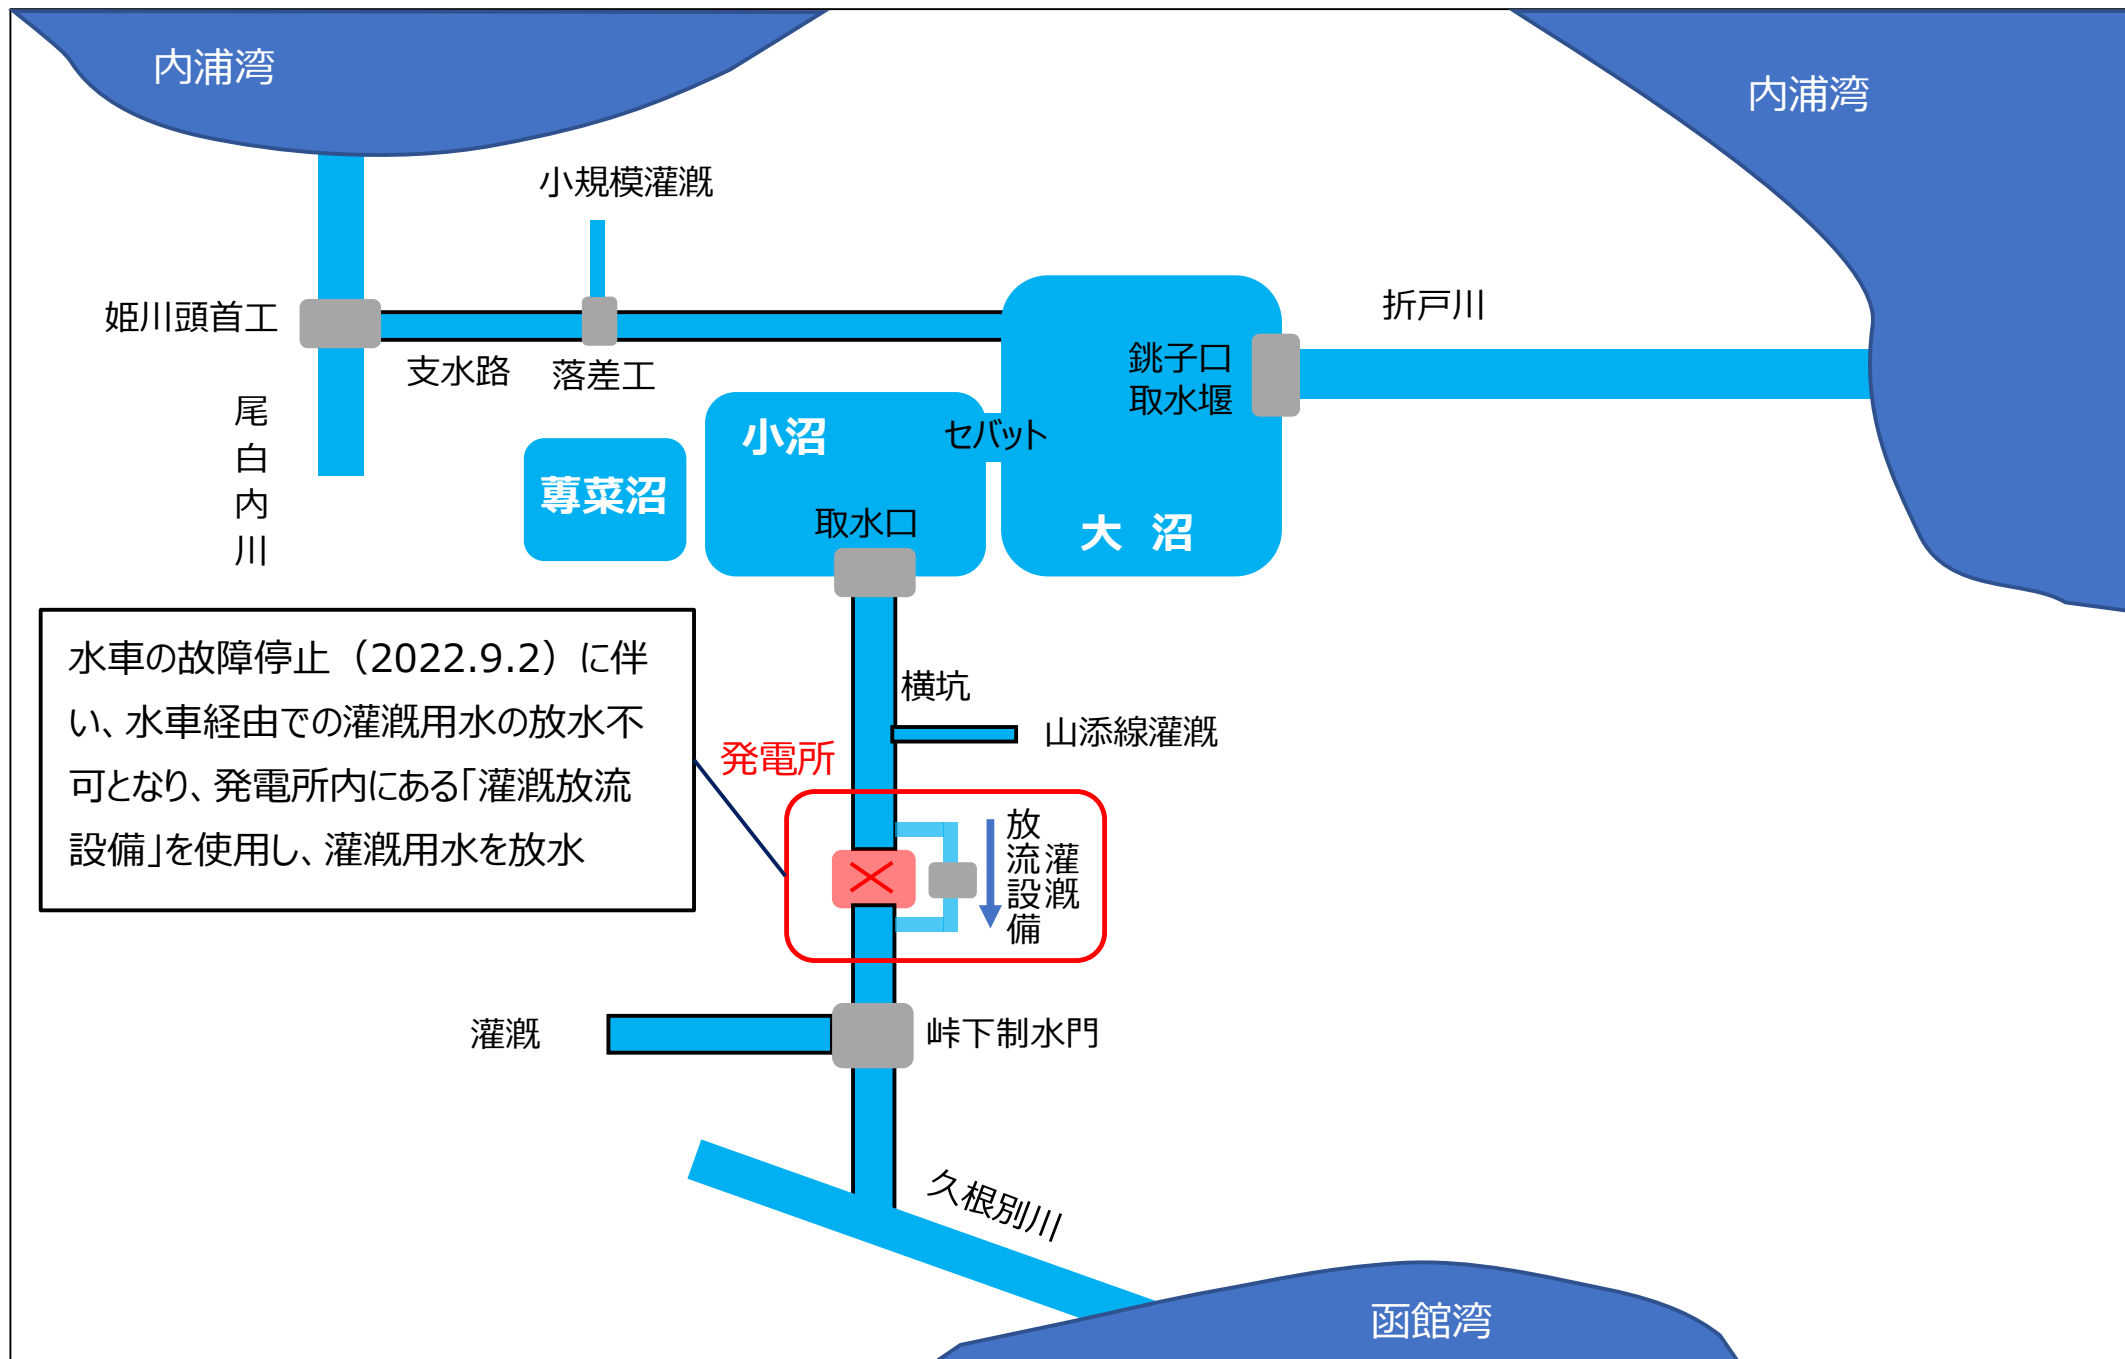 内浦湾
内浦湾
小規模灌漑
姫川頭首工
折戸川
支水路
落差工
銚子口
取水堰
尾白内川
小沼
セバット
蓴菜沼
取水口
大 沼
水車の故障停止（2022.9.2）に伴
い、水車経由での灌漑用水の放水不
可となり、発電所内にある「灌漑放流
設備」を使用し、灌漑用水を放水
横坑
山添線灌漑
発電所
灌漑
放流設備
灌漑
峠下制水門
久根別川
函館湾